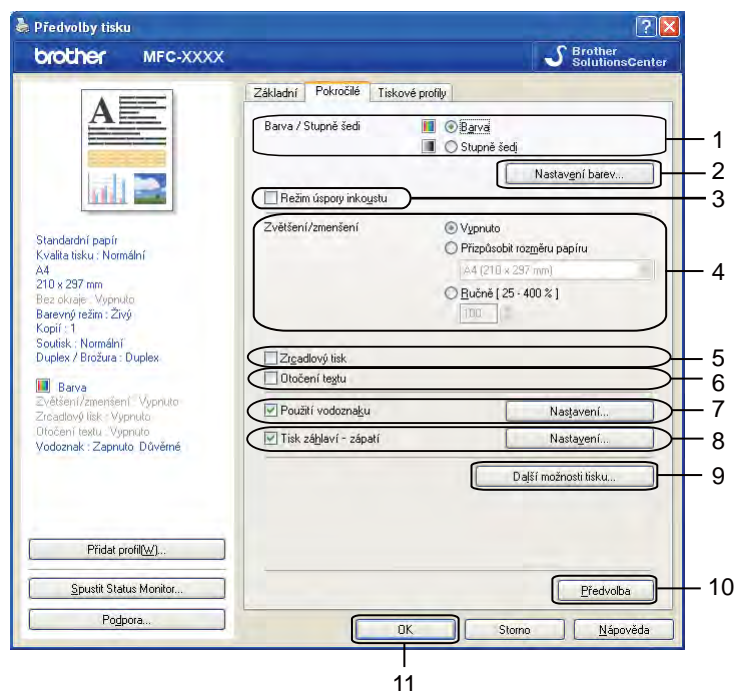 Předvolby tisku
brother MFC-XXXX
Brother
SolutionsCenter
Základní Pokročilé Tiskové profily
Barva / Stupně šedi
Barva
Stupně šedi
1
Nastavení barev...
2
Režim úspory inkoustu
3
Zvětšení/zmenšení
Vypnuto
Přizpůsobit rozměru papíru
A4 (210 x 297 mm)
Ručně [ 25 - 400 % ]
100
4
Zrcadlový tisk
5
Otočení textu
6
Použití vodoznaku
Nastavení...
7
Tisk záhlaví - zápatí
Nastavení...
8
Další možnosti tisku...
9
Předvolba
10
Standardní papír
Kvalita tisku : Normální
A4
210 x 297 mm
Bez okraje : Vypnuto
Barevný režim : Živý
Kopií : 1
Soutisk : Normální
Duplex / Brožura : Duplex
Barva
Zvětšení/zmenšení : Vypnuto
Zrcadlový tisk : Vypnuto
Otočení textu : Vypnuto
Vodoznak : Zapnuto Důvěrné
Přidat profil(W)...
Spustit Status Monitor...
Podpora...
OK
Storno
Nápověda
11